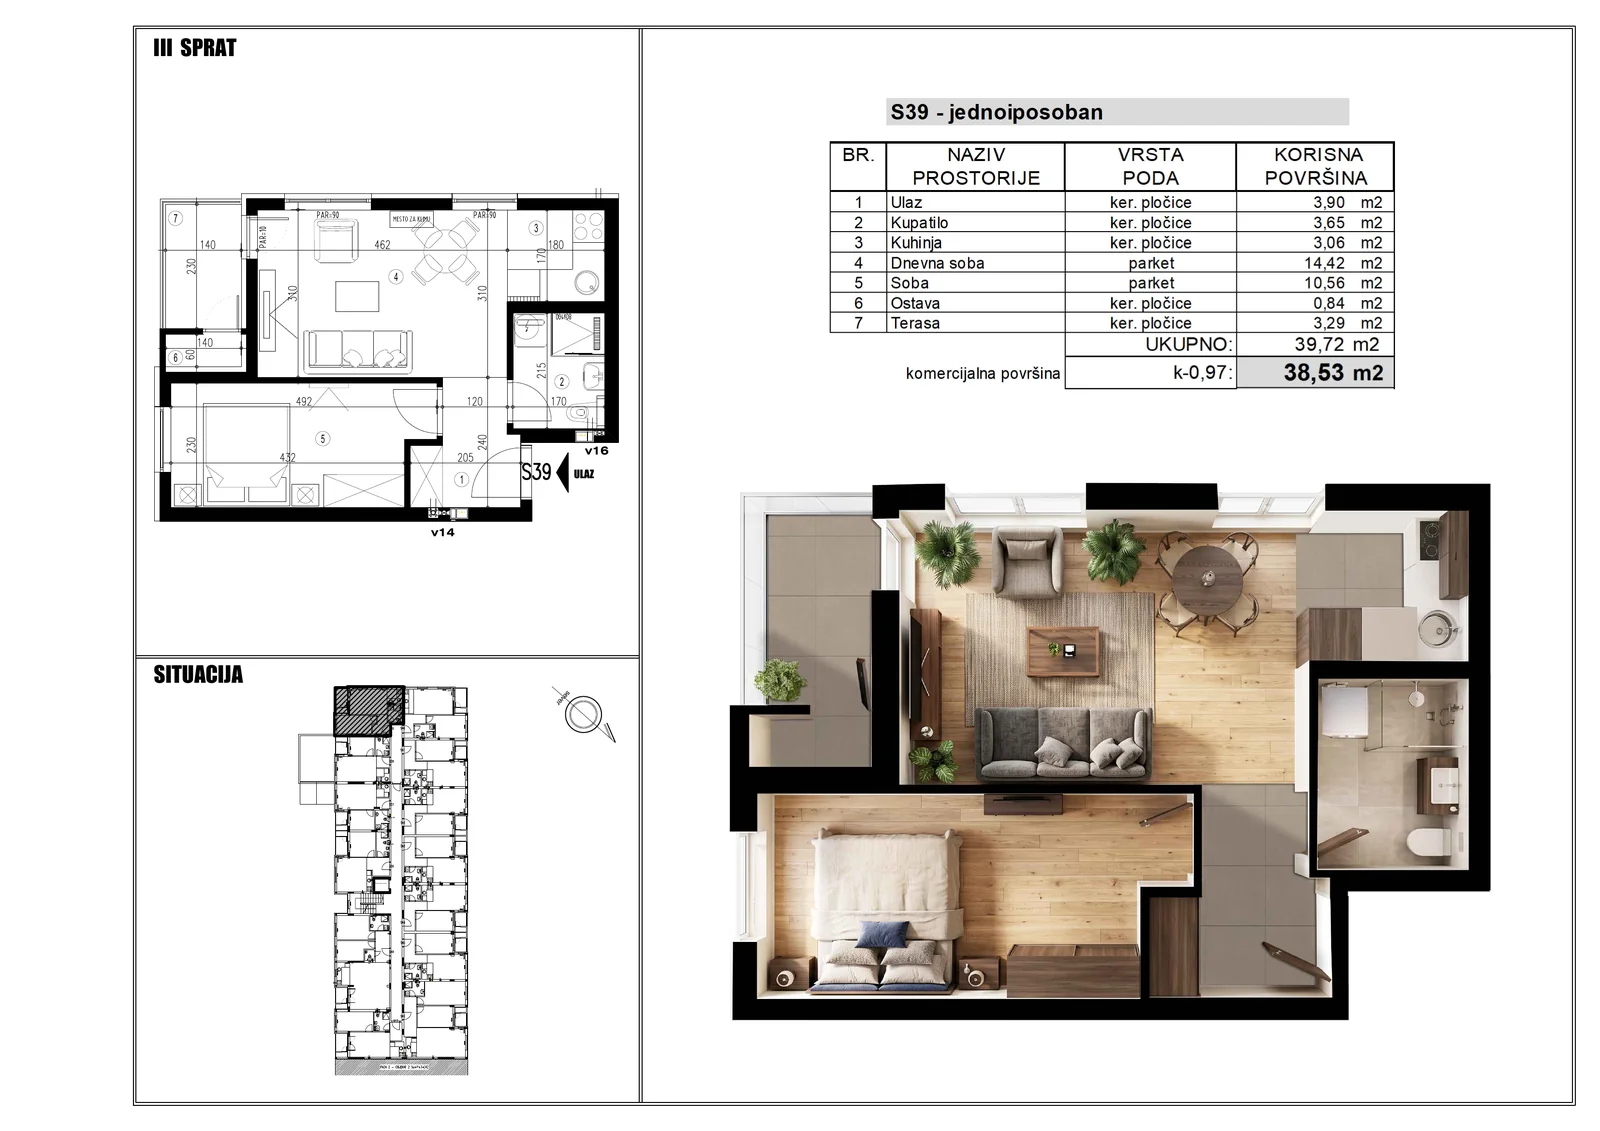 III SPRAT
7
140
230
PAR=10
PAR=90
MESTO ZA KLIMU
PAR=90
3
462
180
170
4
310
310
140
6
60
215
2
492
120
170
230
5
432
240
205
1
S39
ULAZ
v16
v14
SITUACIJA
S39 - jednoiposoban
BR. NAZIV PROSTORIJE VRSTA PODA KORISNA POVRŠINA
1 Ulaz ker. pločice 3,90 m2
2 Kupatilo ker. pločice 3,65 m2
3 Kuhinja ker. pločice 3,06 m2
4 Dnevna soba parket 14,42 m2
5 Soba parket 10,56 m2
6 Ostava ker. pločice 0,84 m2
7 Terasa ker. pločice 3,29 m2
UKUPNO: 39,72 m2
komercijalna površina k-0,97: 38,53 m2